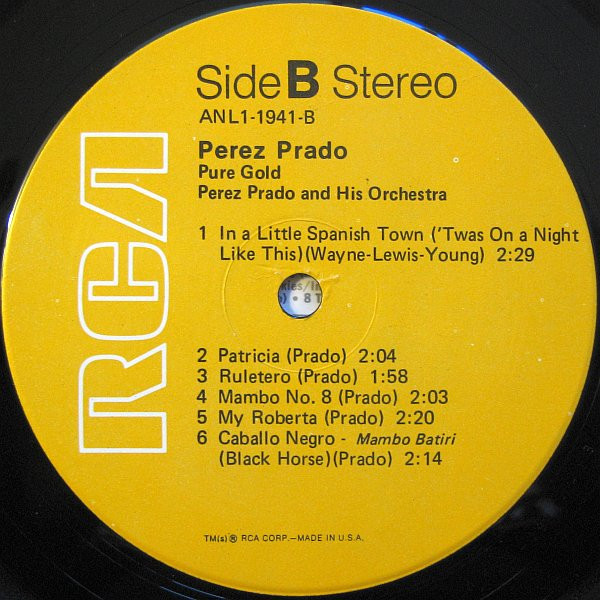 RCA
Side B Stereo
ANL1-1941-B
Perez Prado
Pure Gold
Perez Prado and His Orchestra
1 In a Little Spanish Town ('Twas On a Night
Like This)(Wayne-Lewis-Young) 2:29
2 Patricia (Prado) 2:04
3 Ruletero (Prado) 1:58
4 Mambo No. 8 (Prado) 2:03
5 My Roberta (Prado) 2:20
6 Caballo Negro - Mambo Batiri
(Black Horse)(Prado) 2:14
TM(s) ® RCA CORP.—MADE IN U.S.A.